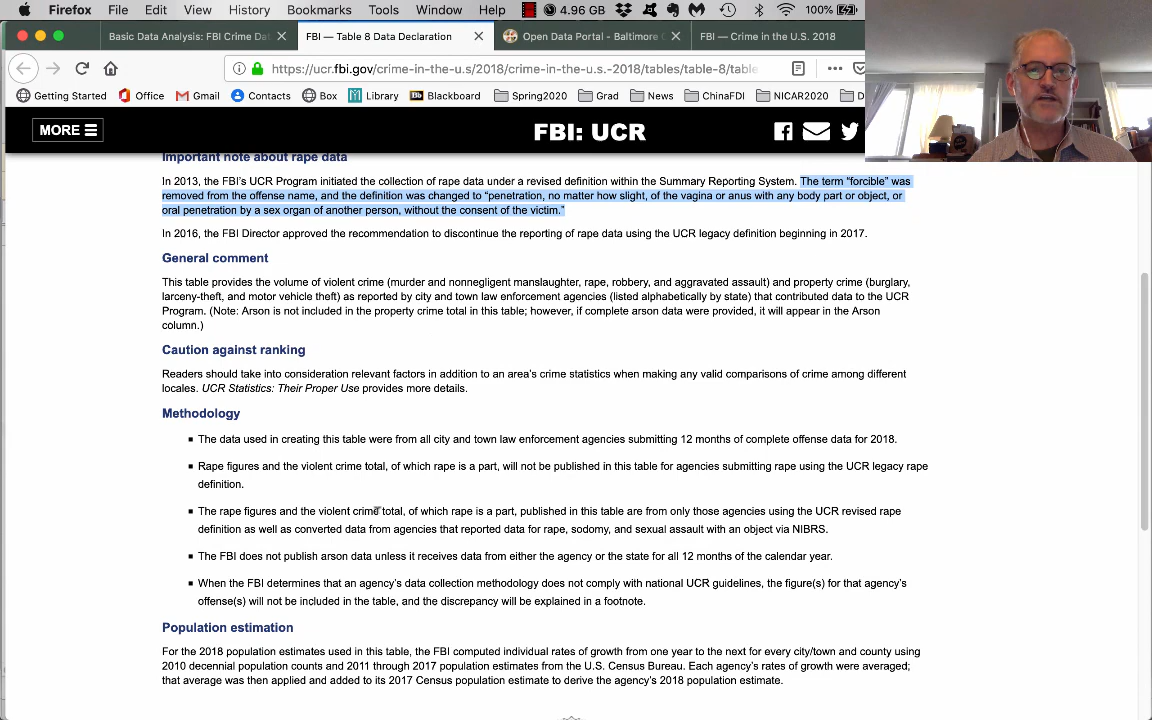 Firefox File Edit View History Bookmarks Tools Window Help 4.96 GB 100%
Basic Data Analysis: FBI Crime Da
FBI — Table 8 Data Declaration
Open Data Portal - Baltimore
FBI — Crime in the U.S. 2018
https://ucr.fbi.gov/crime-in-the-u.s/2018/crime-in-the-u.s.-2018/tables/table-8/table
Getting Started Office Gmail Contacts Box Library Blackboard Spring2020 Grad News ChinaFDI NICAR2020 D
MORE
FBI: UCR
Important note about rape data
In 2013, the FBI's UCR Program initiated the collection of rape data under a revised definition within the Summary Reporting System. The term “forcible” was
removed from the offense name, and the definition was changed to “penetration, no matter how slight, of the vagina or anus with any body part or object, or
oral penetration by a sex organ of another person, without the consent of the victim.”
In 2016, the FBI Director approved the recommendation to discontinue the reporting of rape data using the UCR legacy definition beginning in 2017.
General comment
This table provides the volume of violent crime (murder and nonnegligent manslaughter, rape, robbery, and aggravated assault) and property crime (burglary,
larceny-theft, and motor vehicle theft) as reported by city and town law enforcement agencies (listed alphabetically by state) that contributed data to the UCR
Program. (Note: Arson is not included in the property crime total in this table; however, if complete arson data were provided, it will appear in the Arson
column.)
Caution against ranking
Readers should take into consideration relevant factors in addition to an area's crime statistics when making any valid comparisons of crime among different
locales. UCR Statistics: Their Proper Use provides more details.
Methodology
The data used in creating this table were from all city and town law enforcement agencies submitting 12 months of complete offense data for 2018.
Rape figures and the violent crime total, of which rape is a part, will not be published in this table for agencies submitting rape using the UCR legacy rape
definition.
The rape figures and the violent crime total, of which rape is a part, published in this table are from only those agencies using the UCR revised rape
definition as well as converted data from agencies that reported data for rape, sodomy, and sexual assault with an object via NIBRS.
The FBI does not publish arson data unless it receives data from either the agency or the state for all 12 months of the calendar year.
When the FBI determines that an agency's data collection methodology does not comply with national UCR guidelines, the figure(s) for that agency's
offense(s) will not be included in the table, and the discrepancy will be explained in a footnote.
Population estimation
For the 2018 population estimates used in this table, the FBI computed individual rates of growth from one year to the next for every city/town and county using
2010 decennial population counts and 2011 through 2017 population estimates from the U.S. Census Bureau. Each agency's rates of growth were averaged;
that average was then applied and added to its 2017 Census population estimate to derive the agency's 2018 population estimate.